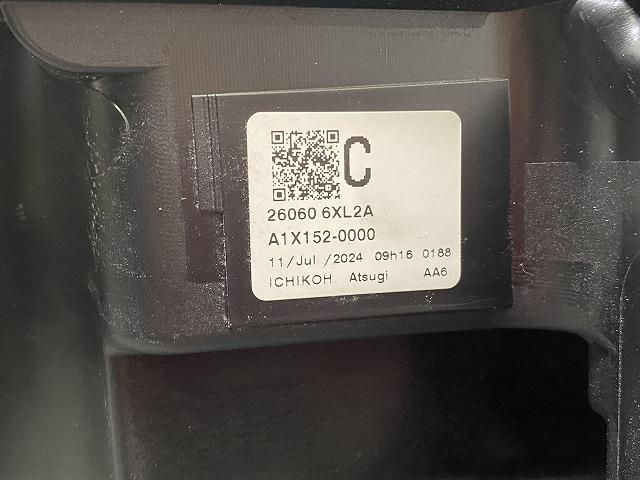 C
26060 6XL2A
A1X152-0000
11/Jul /2024 09h16 0188
ICHIKOH Atsugi AA6